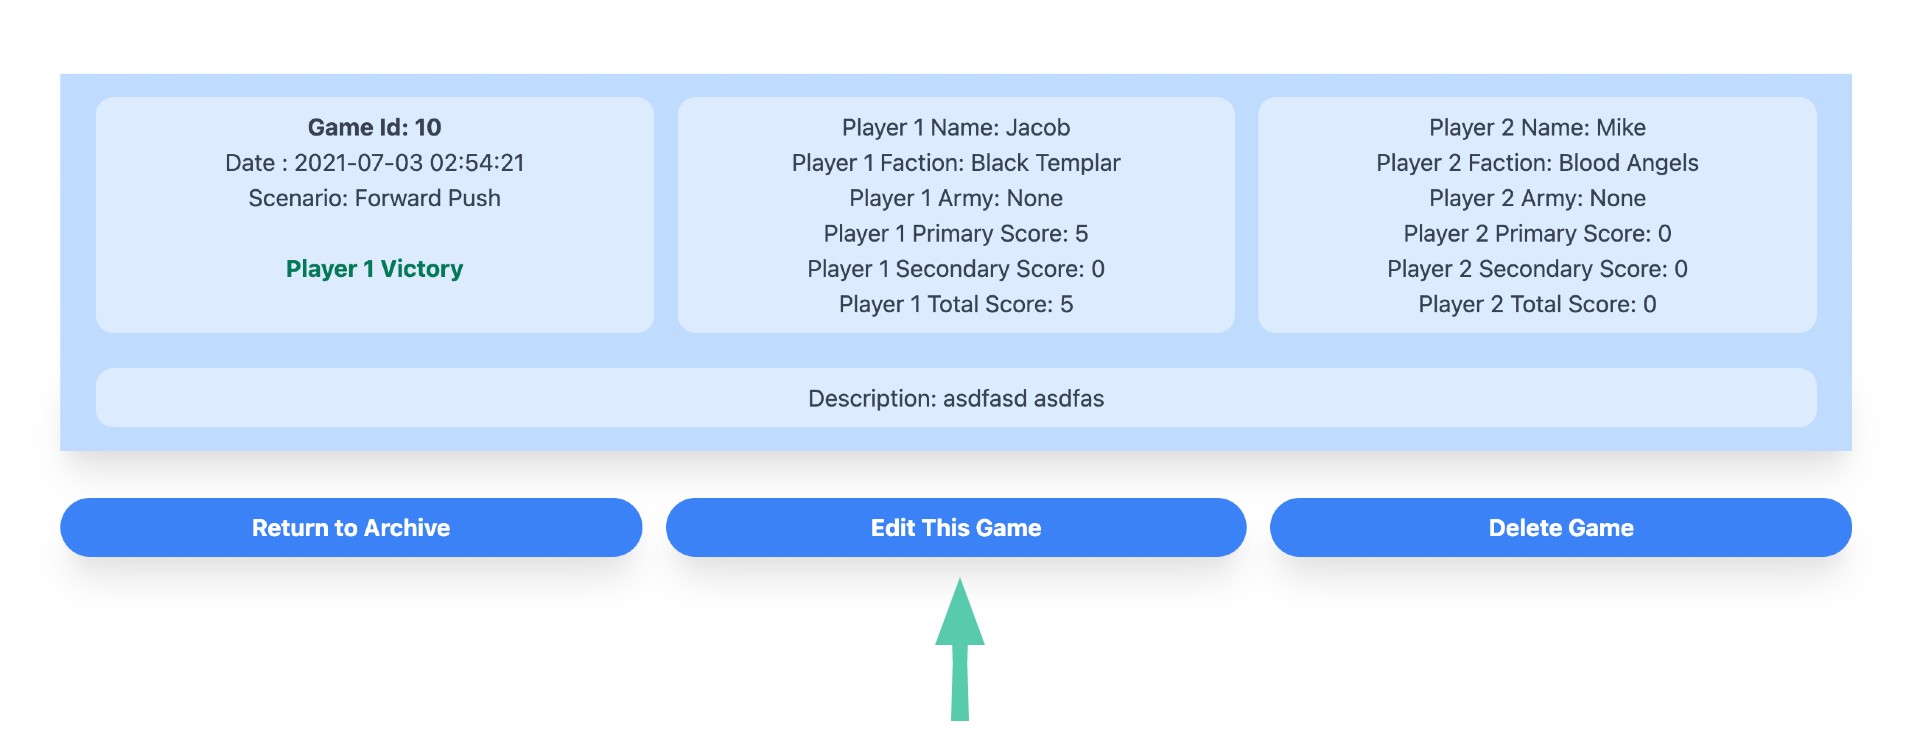 Game Id: 10
Date : 2021-07-03 02:54:21
Scenario: Forward Push
Player 1 Victory
Player 1 Name: Jacob
Player 1 Faction: Black Templar
Player 1 Army: None
Player 1 Primary Score: 5
Player 1 Secondary Score: 0
Player 1 Total Score: 5
Player 2 Name: Mike
Player 2 Faction: Blood Angels
Player 2 Army: None
Player 2 Primary Score: 0
Player 2 Secondary Score: 0
Player 2 Total Score: 0
Description: asdfasd asdfas
Return to Archive
Edit This Game
Delete Game